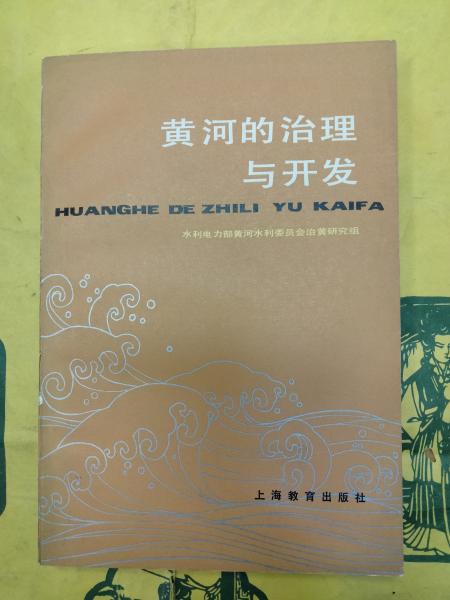 黄河的治理
与开发
HUANGHE DE ZHILI YU KAIFA
水利电力部黄河水利委员会治黄研究组
上海教育出版社